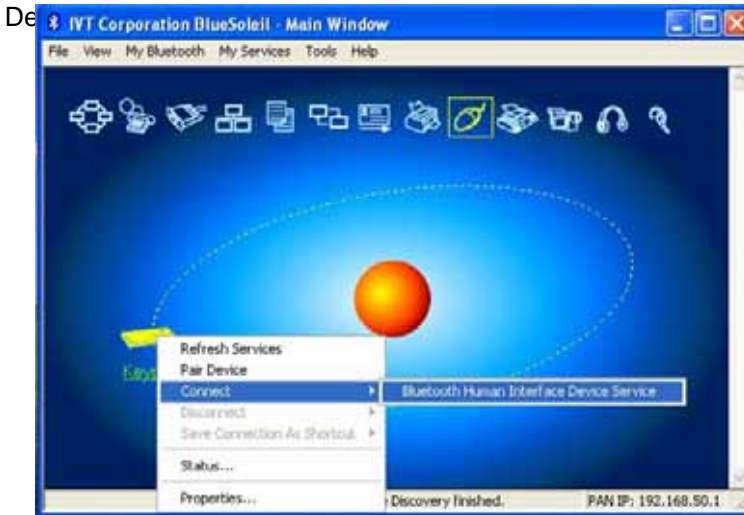 De
IVT Corporation BlueSoleil - Main Window
File View My Bluetooth My Services Tools Help
Refresh Services
Pair Device
Connect
Bluetooth Human Interface Device Service
Disconnect
Save Connection As Shortcut
Status...
Properties...
Discovery finished.
PAN IP: 192.168.50.1